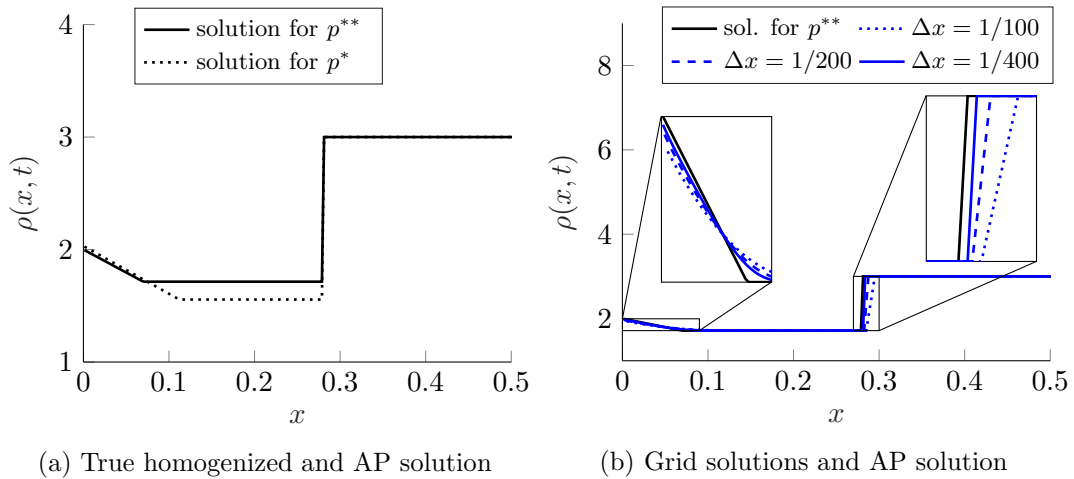 4
3
2
1
0
0.1
0.2
0.3
0.4
0.5
x
ρ(x, t)
solution for p**
solution for p*
(a) True homogenized and AP solution
8
6
4
2
0
0.1
0.2
0.3
0.4
0.5
x
ρ(x, t)
sol. for p**
Δx = 1/100
Δx = 1/200
Δx = 1/400
(b) Grid solutions and AP solution